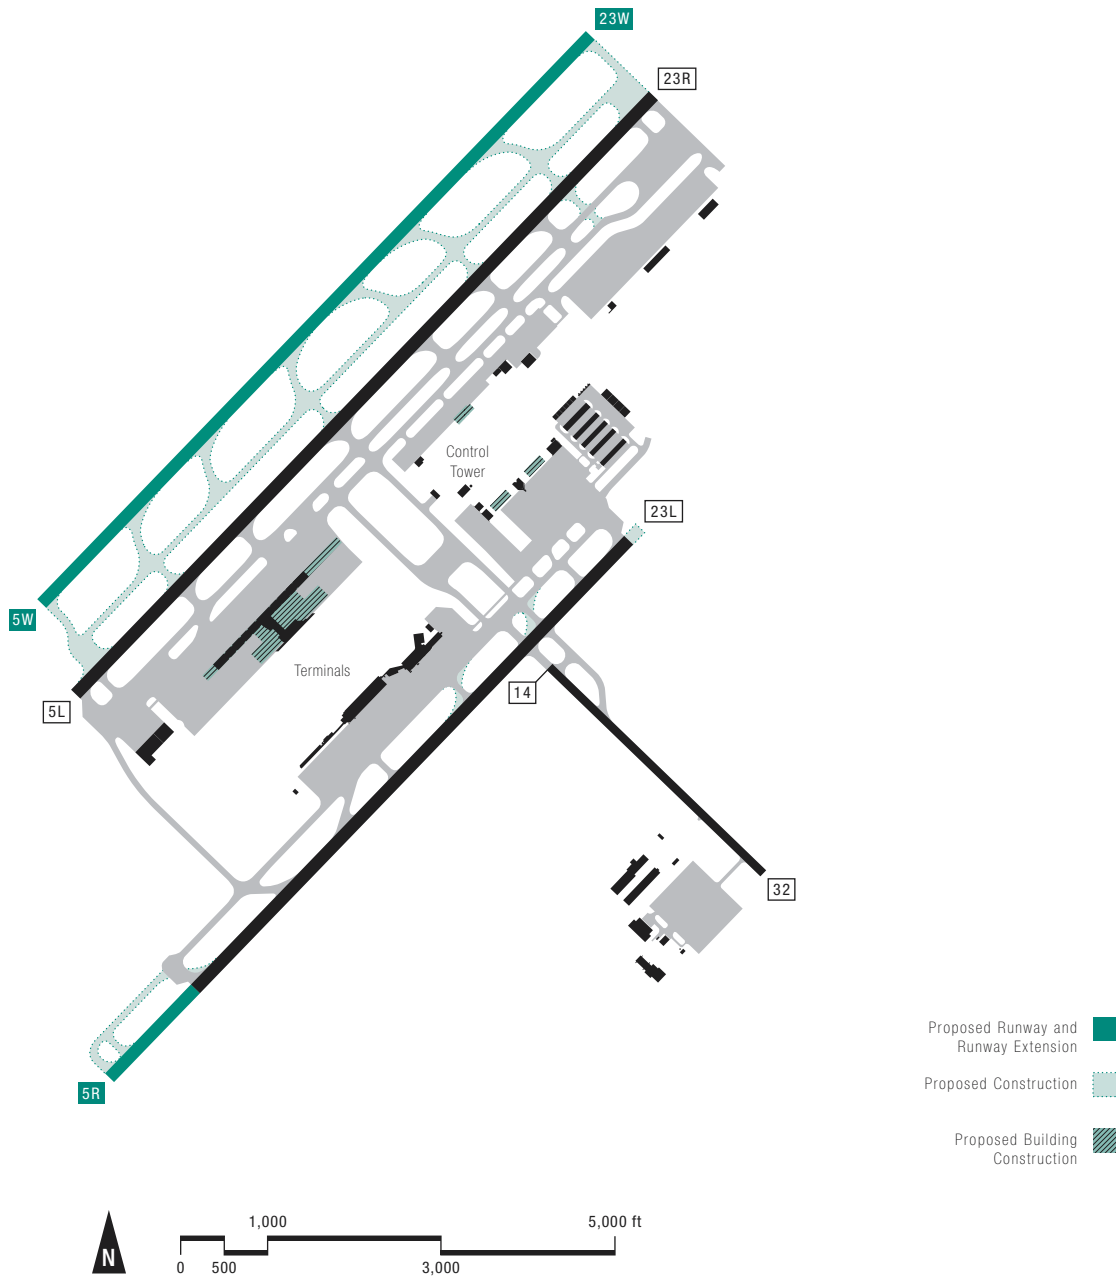 23W
23R
Control
Tower
23L
5W
Terminals
14
5L
32
Proposed Runway and
Runway Extension
Proposed Construction
5R
Proposed Building
Construction
1,000
5,000 ft
N
0
500
3,000